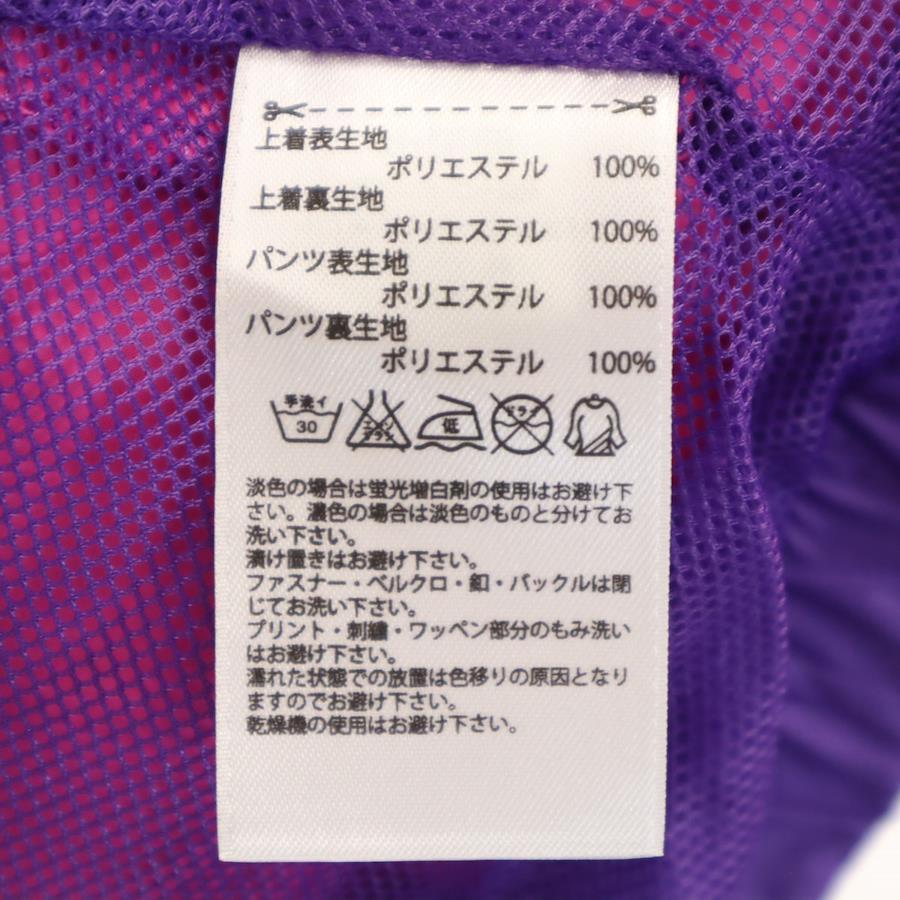 上着表生地
ポリエステル 100%
上着裏生地
ポリエステル 100%
パンツ表生地
ポリエステル 100%
パンツ裏生地
ポリエステル 100%
手洗イ 30 エンソサラシ 低 ドライ
淡色の場合は蛍光増白剤の使用はお避け下
さい。濃色の場合は淡色のものと分けてお
洗い下さい。
漬け置きはお避け下さい。
ファスナー・ベルクロ・釦・バックルは閉
じてお洗い下さい。
プリント・刺繍・ワッペン部分のもみ洗い
はお避け下さい。
濡れた状態での放置は色移りの原因となり
ますのでお避け下さい。
乾燥機の使用はお避け下さい。